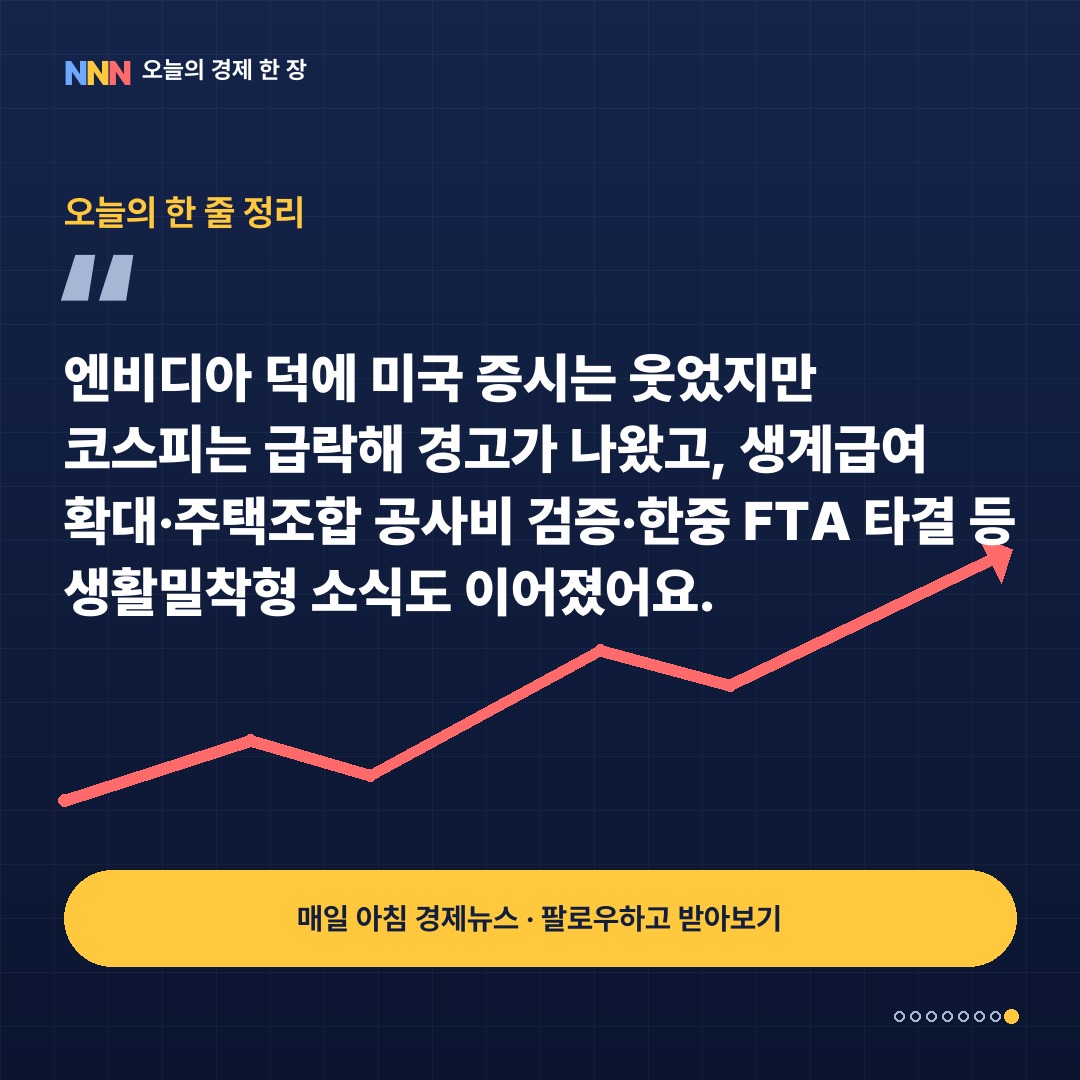 NNN 오늘의 경제 한 장
오늘의 한 줄 정리
"
엔비디아 덕에 미국 증시는 웃었지만
코스피는 급락해 경고가 나왔고, 생계급여
확대·주택조합 공사비 검증·한중 FTA 타결 등
생활밀착형 소식도 이어졌어요.
매일 아침 경제뉴스 · 팔로우하고 받아보기